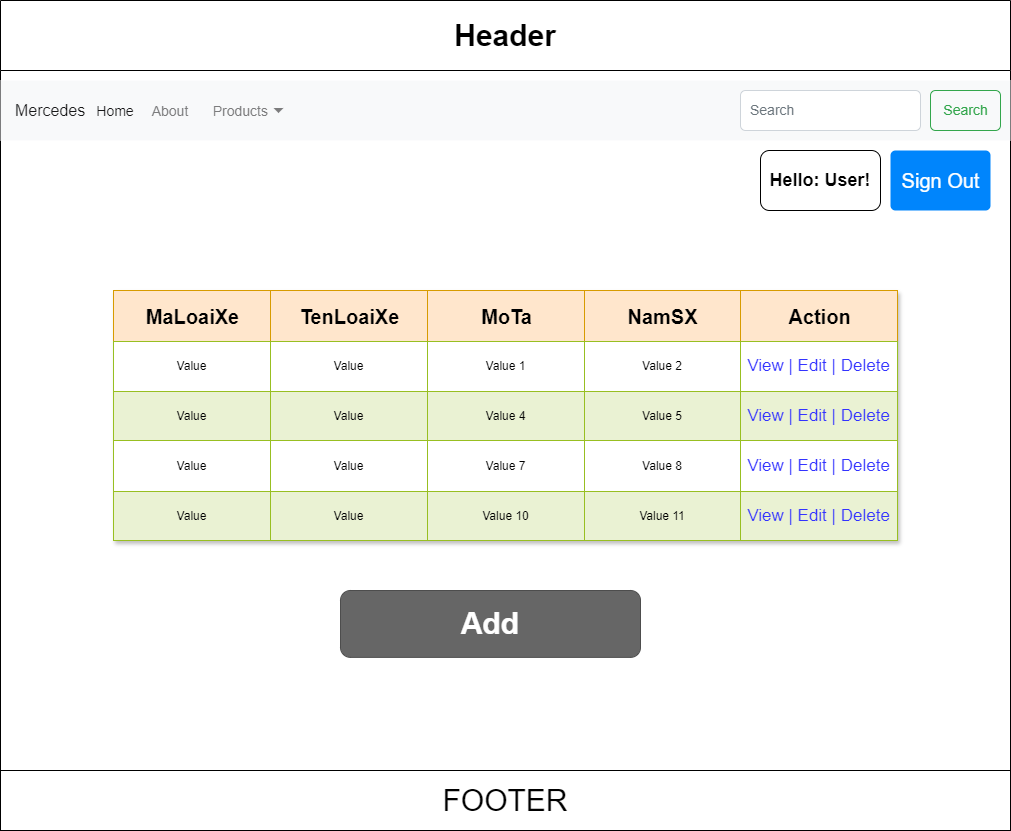 Header
Mercedes Home About Products Search Search
Hello: User! Sign Out
MaLoaiXe TenLoaiXe MoTa NamSX Action
Value Value Value 1 Value 2 View | Edit | Delete
Value Value Value 4 Value 5 View | Edit | Delete
Value Value Value 7 Value 8 View | Edit | Delete
Value Value Value 10 Value 11 View | Edit | Delete
Add
FOOTER